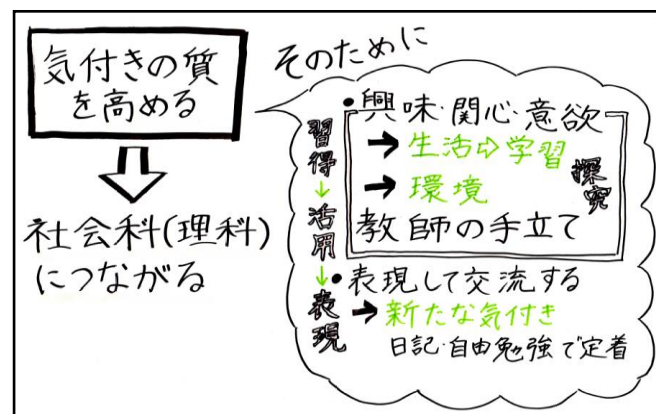 気付きの質
を高める
社会科(理科)
につながる
そのために
習得↓活用↓表現
•興味・関心・意欲
→生活⇨学習
→環境
探究
教師の手立て
•表現して交流する
→新たな気付き
日記・自由勉強で定着